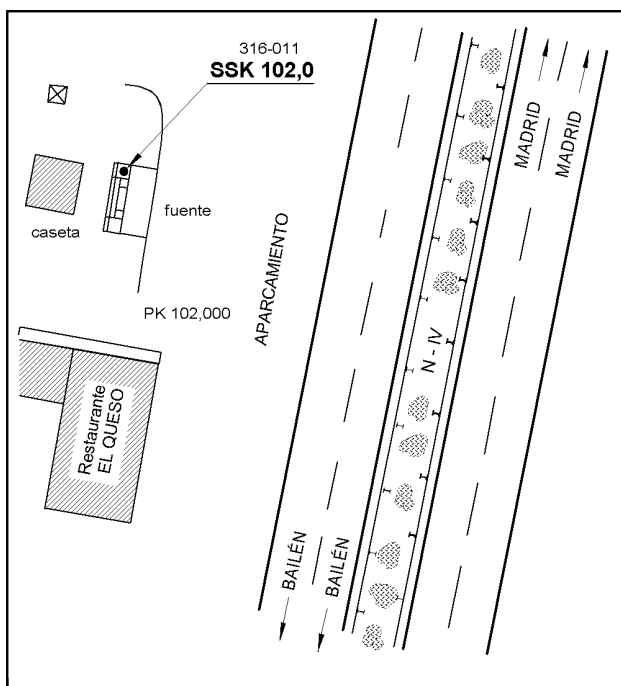 316-011
SSK 102,0
MADRID
MADRID
fuente
caseta
APARCAMIENTO
PK 102,000
N - IV
Restaurante
EL QUESO
BAILÉN
BAILÉN